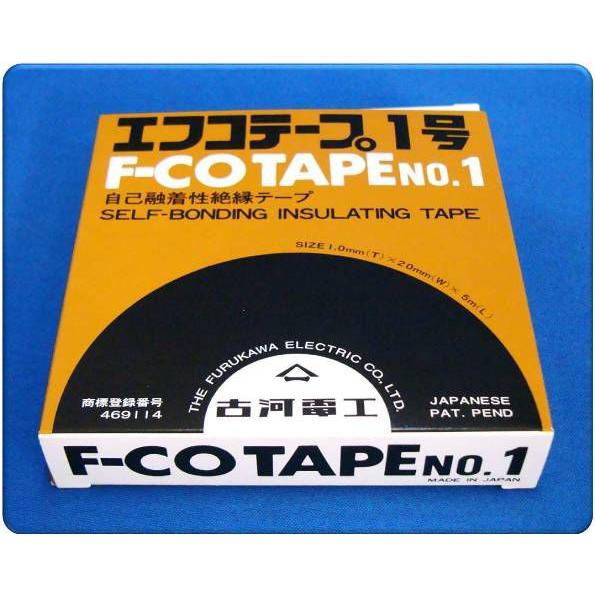 エフコテープ1号
F-CO TAPE NO.1
自己融着性絶縁テープ
SELF-BONDING INSULATING TAPE
SIZE 1.0mm(T)×20mm(W)×5m(L)
THE FURUKAWA ELECTRIC CO., LTD.
古河電工
商標登録番号
469114
JAPANESE
PAT. PEND
F-CO TAPE NO.1
MADE IN JAPAN